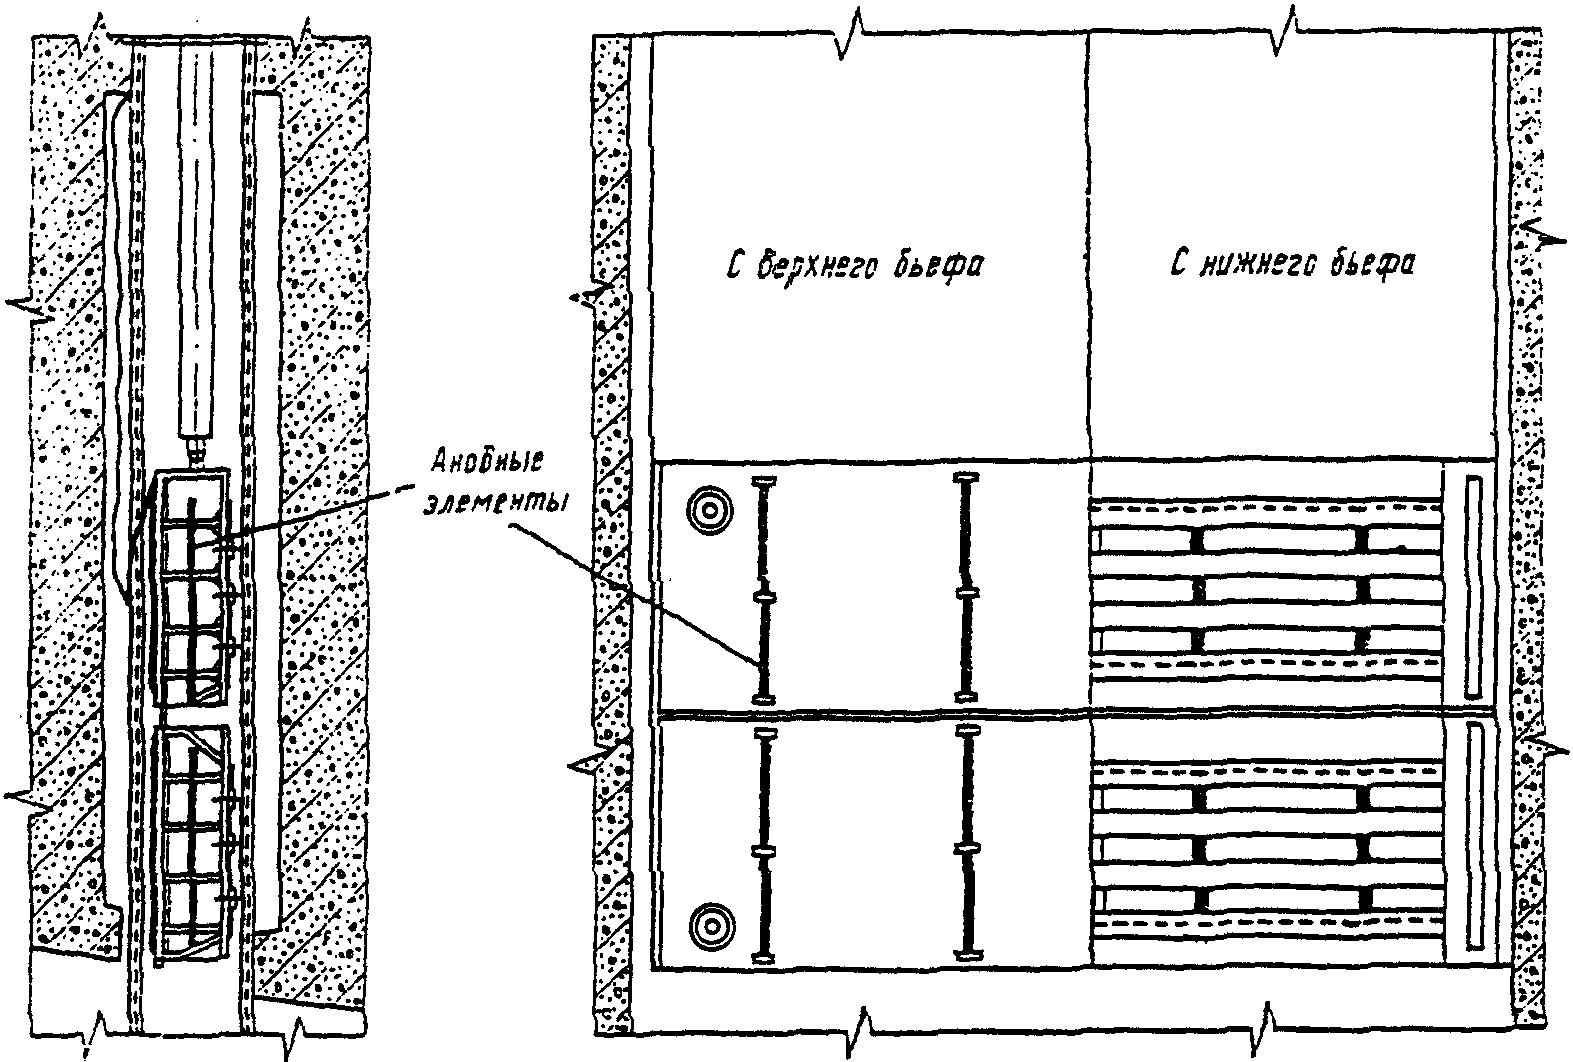 С верхнего бьефа
С нижнего бьефа
Анодные
элементы